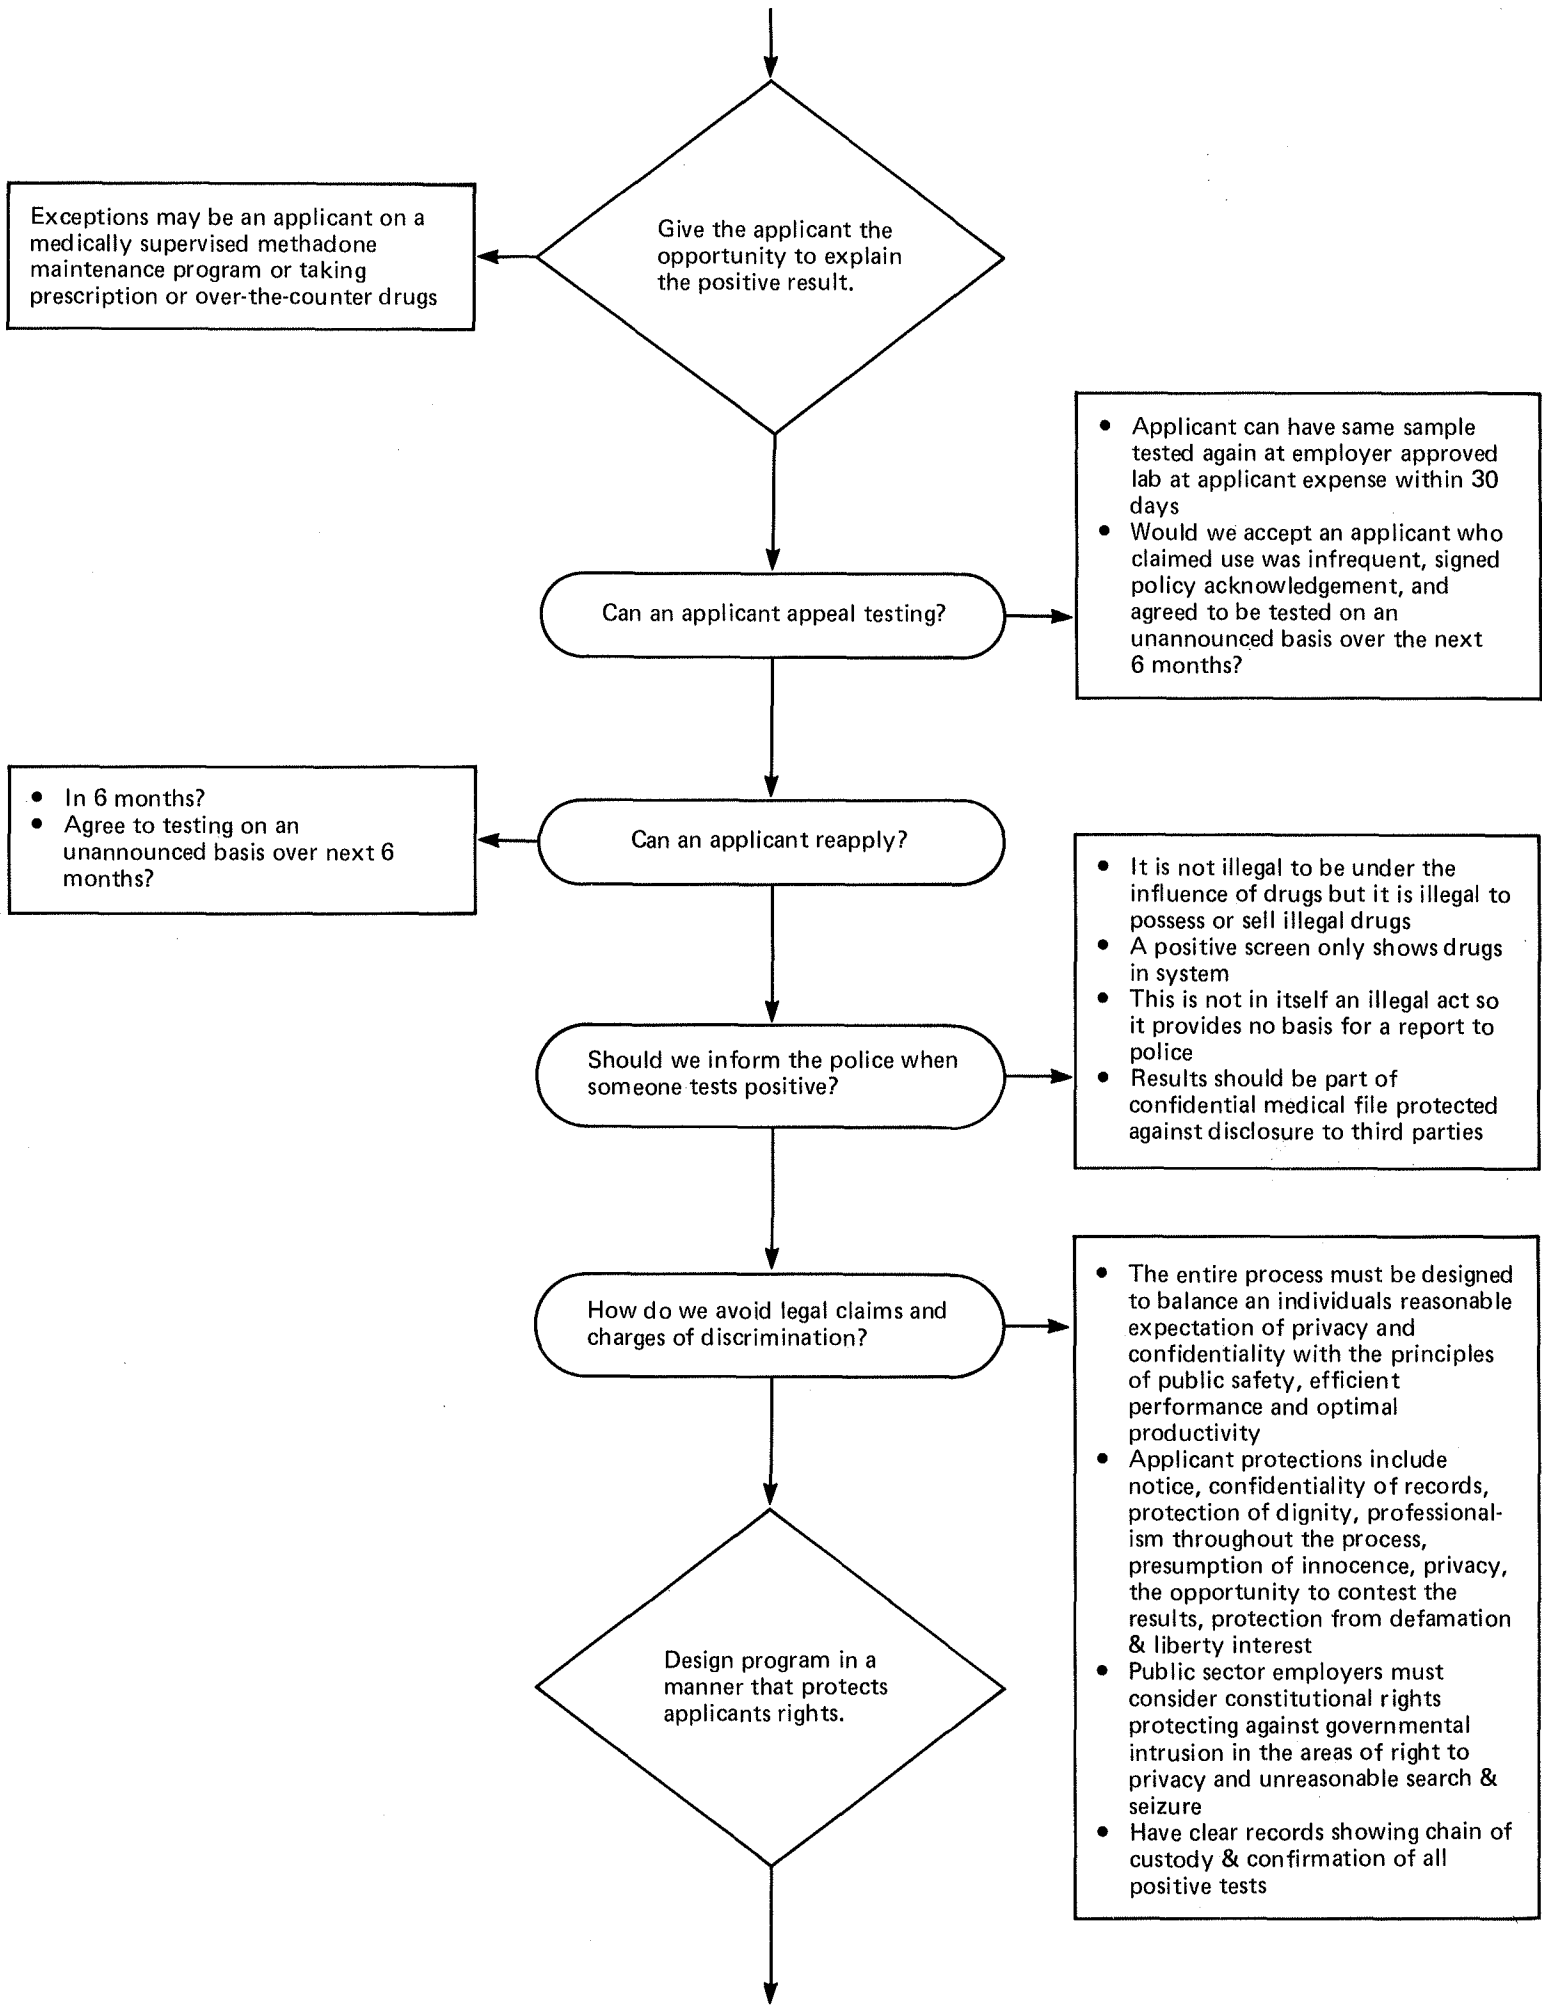 Give the applicant the
opportunity to explain
the positive result.
Exceptions may be an applicant on a
medically supervised methadone
maintenance program or taking
prescription or over-the-counter drugs
Can an applicant appeal testing?
• Applicant can have same sample
tested again at employer approved
lab at applicant expense within 30
days
• Would we accept an applicant who
claimed use was infrequent, signed
policy acknowledgement, and
agreed to be tested on an
unannounced basis over the next
6 months?
Can an applicant reapply?
• In 6 months?
• Agree to testing on an
unannounced basis over next 6
months?
Should we inform the police when
someone tests positive?
• It is not illegal to be under the
influence of drugs but it is illegal to
possess or sell illegal drugs
• A positive screen only shows drugs
in system
• This is not in itself an illegal act so
it provides no basis for a report to
police
• Results should be part of
confidential medical file protected
against disclosure to third parties
How do we avoid legal claims and
charges of discrimination?
• The entire process must be designed
to balance an individuals reasonable
expectation of privacy and
confidentiality with the principles
of public safety, efficient
performance and optimal
productivity
• Applicant protections include
notice, confidentiality of records,
protection of dignity, professional-
ism throughout the process,
presumption of innocence, privacy,
the opportunity to contest the
results, protection from defamation
& liberty interest
• Public sector employers must
consider constitutional rights
protecting against governmental
intrusion in the areas of right to
privacy and unreasonable search &
seizure
• Have clear records showing chain of
custody & confirmation of all
positive tests
Design program in a
manner that protects
applicants rights.